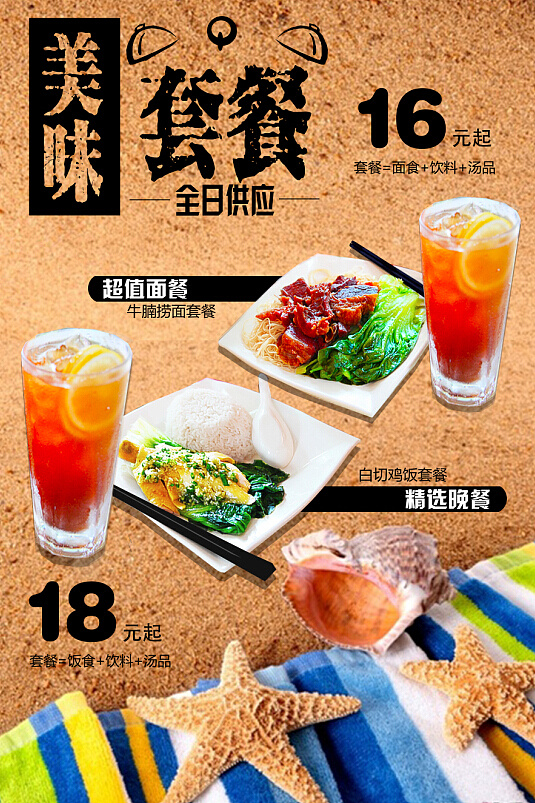 美味
套餐
全日供应
16元起
套餐=面食+饮料+汤品
超值面餐
牛腩捞面套餐
白切鸡饭套餐
精选晚餐
18元起
套餐=饭食+饮料+汤品